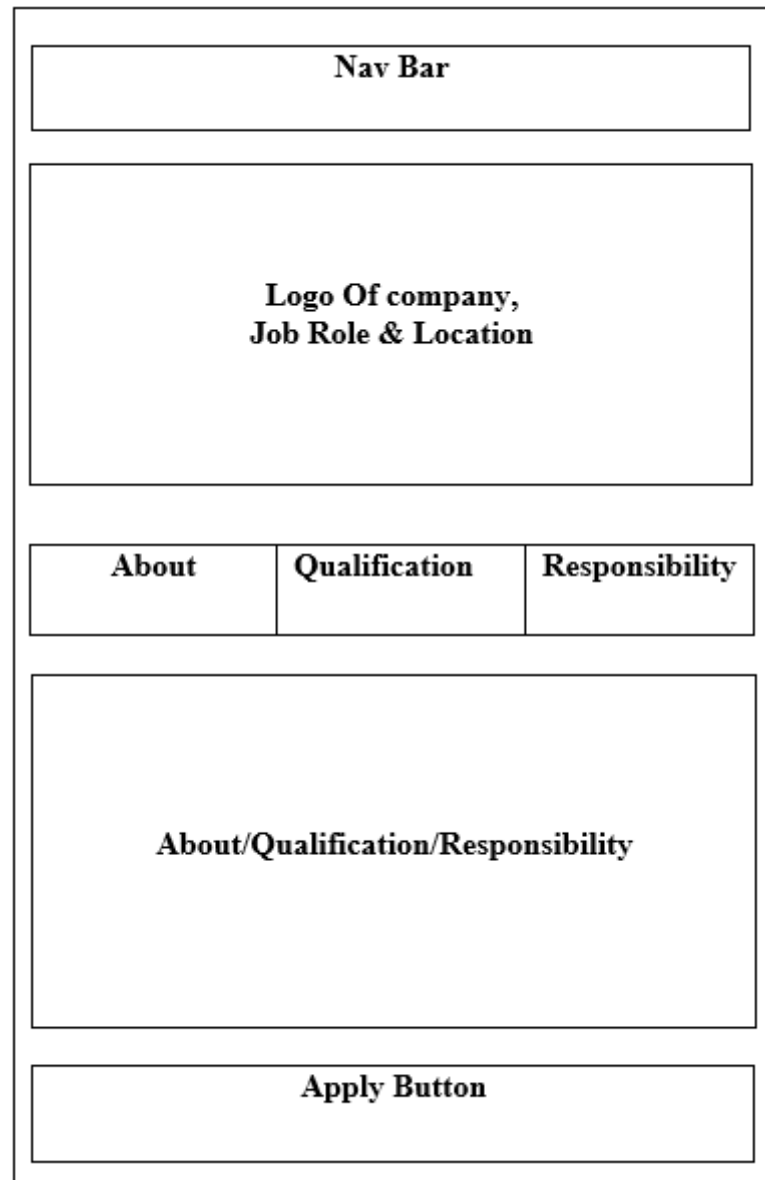 Nav Bar
Logo Of company,
Job Role & Location
About
Qualification
Responsibility
About/Qualification/Responsibility
Apply Button